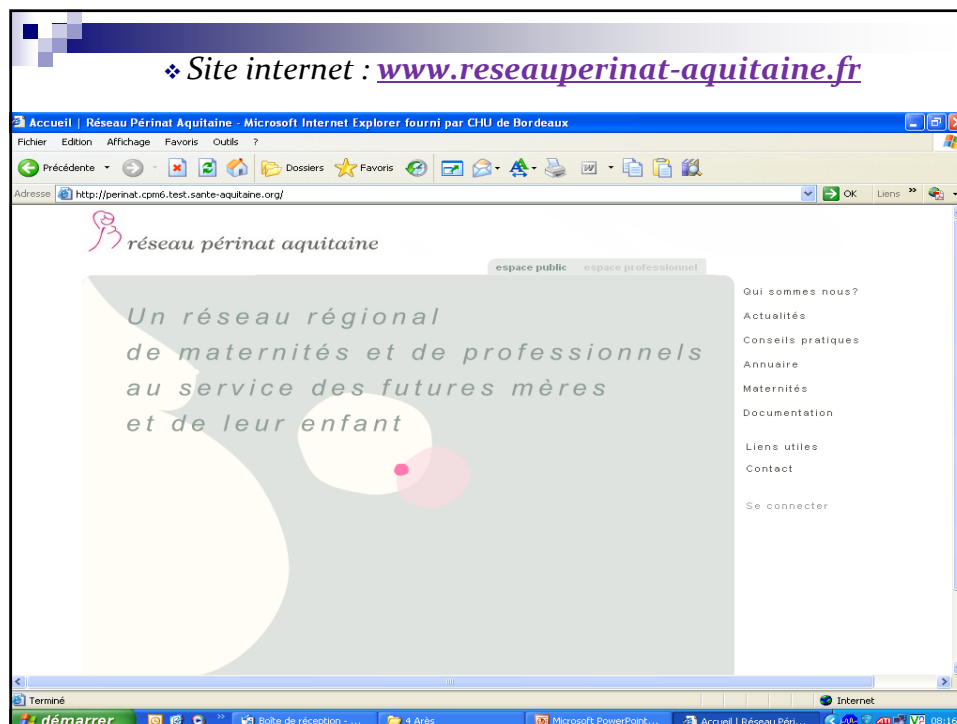 ❖ Site internet : www.reseauperinat-aquitaine.fr
Accueil | Réseau Périnat Aquitaine - Microsoft Internet Explorer fourni par CHU de Bordeaux
Fichier Edition Affichage Favoris Outils ?
Précédente Dossiers Favoris
Adresse http://perinat.cpm6.test.sante-aquitaine.org/ OK Liens »
réseau périnat aquitaine
espace public espace professionnel
Un réseau régional
de maternités et de professionnels
au service des futures mères
et de leur enfant
Qui sommes nous?
Actualités
Conseils pratiques
Annuaire
Maternités
Documentation
Liens utiles
Contact
Se connecter
Terminé Internet
démarrer » Boîte de réception - ... 4 Arès Microsoft PowerPoint... Accueil | Réseau Péri... 08:16